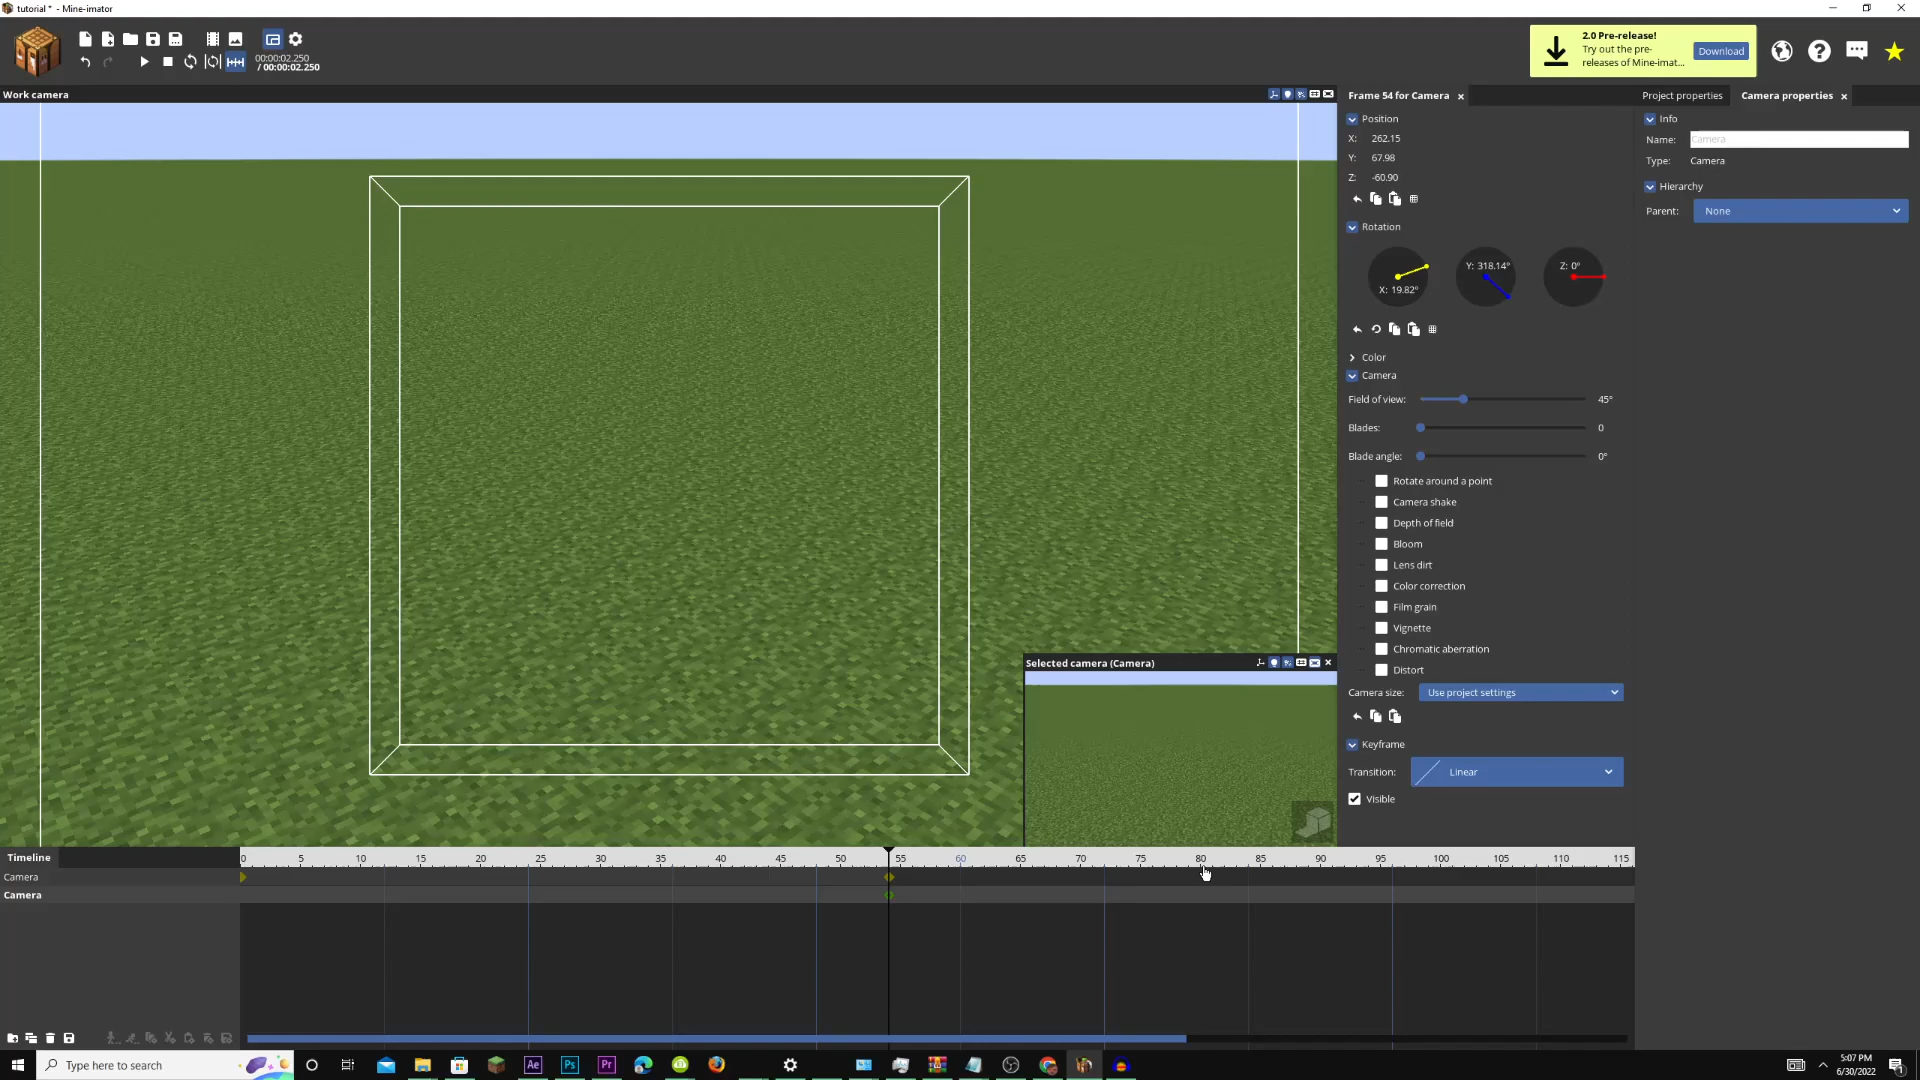 tutorial * - Mine-imator
00:00:02.250
/ 00:00:02.250
2.0 Pre-release!
Try out the pre-
releases of Mine-imat...
Download
Work camera
Frame 54 for Camera
Project properties
Camera properties
Position
X: 262.15
Y: 67.98
Z: -60.90
Rotation
X: 19.82°
Y: 318.14°
Z: 0°
Color
Camera
Field of view: 45°
Blades: 0
Blade angle: 0°
Rotate around a point
Camera shake
Depth of field
Bloom
Lens dirt
Color correction
Film grain
Vignette
Chromatic aberration
Distort
Camera size: Use project settings
Keyframe
Transition: Linear
Visible
Info
Name: Camera
Type: Camera
Hierarchy
Parent: None
Selected camera (Camera)
Timeline
0 5 10 15 20 25 30 35 40 45 50 55 60 65 70 75 80 85 90 95 100 105 110 115
Camera
Camera
Type here to search
Ae
Ps
Pr
5:07 PM
6/30/2022